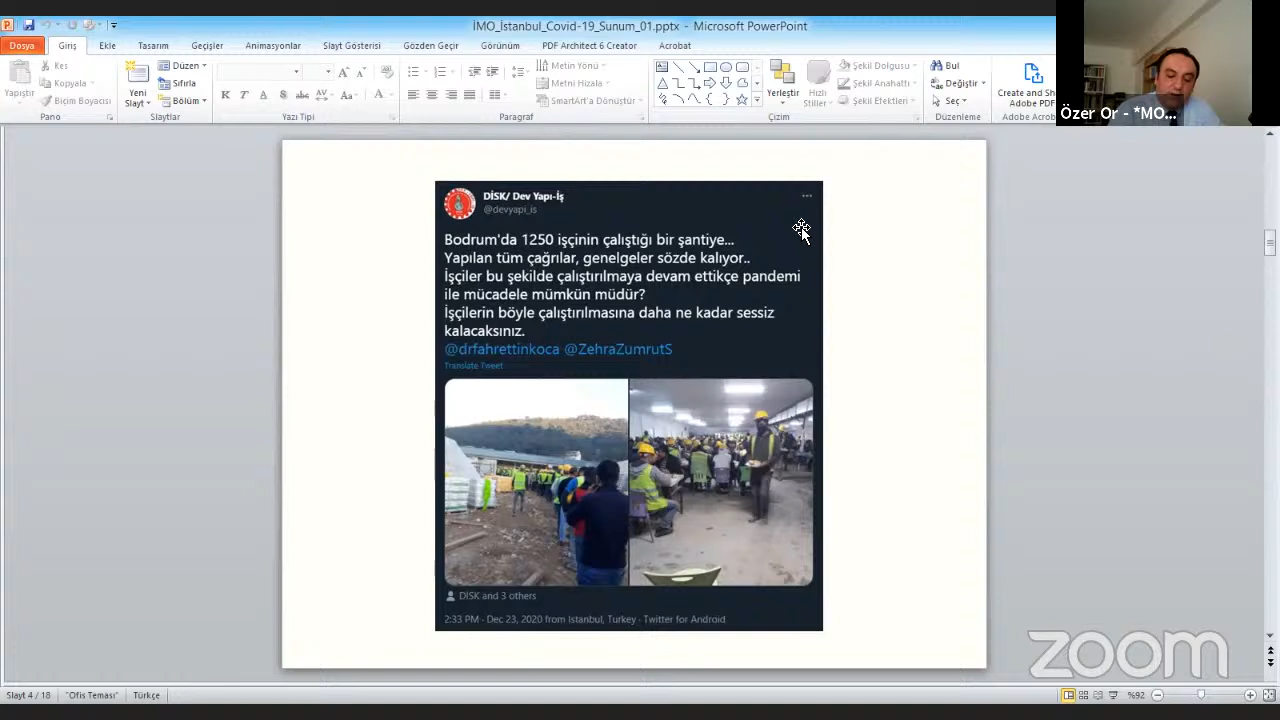 İMO_İstanbul_Covid-19_Sunum_01.pptx - Microsoft PowerPoint
Dosya Giriş Ekle Tasarım Geçişler Animasyonlar Slayt Gösterisi Gözden Geçir Görünüm PDF Architect 6 Creator Acrobat
Yapıştır
Kes
Kopyala
Biçim Boyacısı
Pano
Yeni
Slayt
Düzen
Sıfırla
Bölüm
Slaytlar
K T A S abc AV Aa A
Yazı Tipi
Metin Yönü
Metni Hizala
SmartArt'a Dönüştür
Paragraf
Yerleştir
Hızlı
Stiller
Şekil Dolgusu
Şekil Anahattı
Şekil Efektleri
Çizim
Bul
Değiştir
Seç
Düzenleme
Create and Sha
Adobe PDF
Adobe Acroba
Özer Or - *MO...
DİSK/ Dev Yapı-İş
@devyapi_is
Bodrum'da 1250 işçinin çalıştığı bir şantiye...
Yapılan tüm çağrılar, genelgeler sözde kalıyor..
İşçiler bu şekilde çalıştırılmaya devam ettikçe pandemi
ile mücadele mümkün müdür?
İşçilerin böyle çalıştırılmasına daha ne kadar sessiz
kalacaksınız.
@drfahrettinkoca @ZehraZumrutS
Translate Tweet
DİSK and 3 others
2:33 PM · Dec 23, 2020 from Istanbul, Turkey · Twitter for Android
zoom
Slayt 4 / 18 "Ofis Teması" Türkçe %92